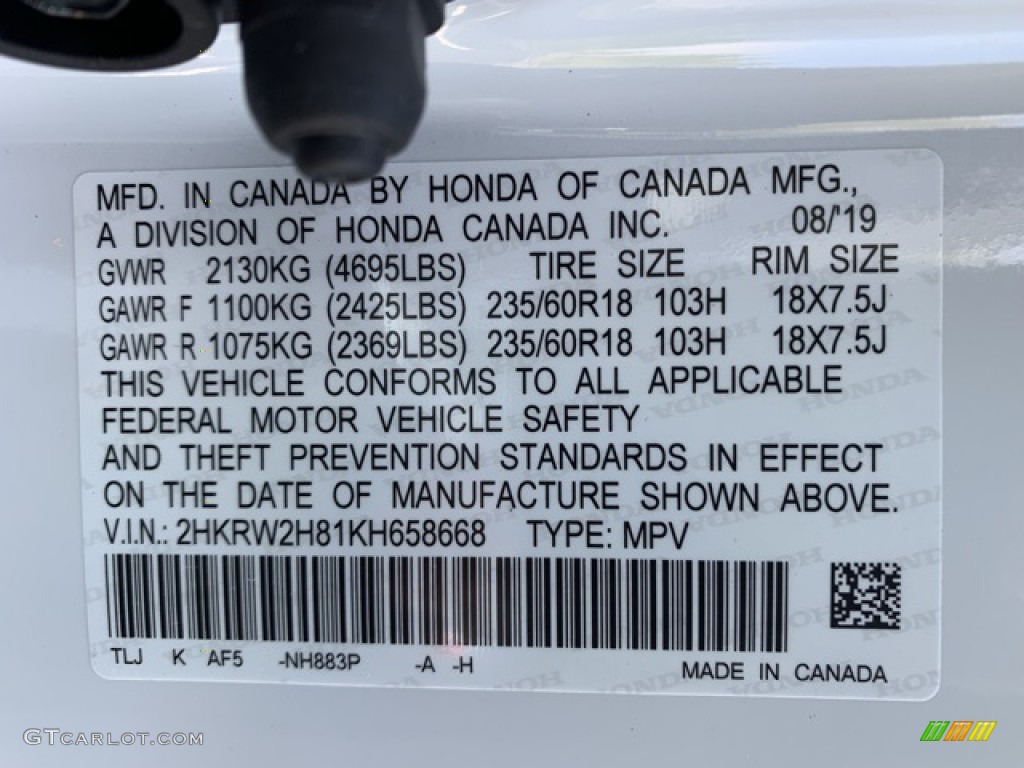 MFD. IN CANADA BY HONDA OF CANADA MFG.,
A DIVISION OF HONDA CANADA INC. 08/'19
GVWR 2130KG (4695LBS) TIRE SIZE RIM SIZE
GAWR F 1100KG (2425LBS) 235/60R18 103H 18X7.5J
GAWR R 1075KG (2369LBS) 235/60R18 103H 18X7.5J
THIS VEHICLE CONFORMS TO ALL APPLICABLE
FEDERAL MOTOR VEHICLE SAFETY
AND THEFT PREVENTION STANDARDS IN EFFECT
ON THE DATE OF MANUFACTURE SHOWN ABOVE.
V.I.N.: 2HKRW2H81KH658668 TYPE: MPV
TLJ K AF5 -NH883P -A -H MADE IN CANADA
GTCARLOT.COM